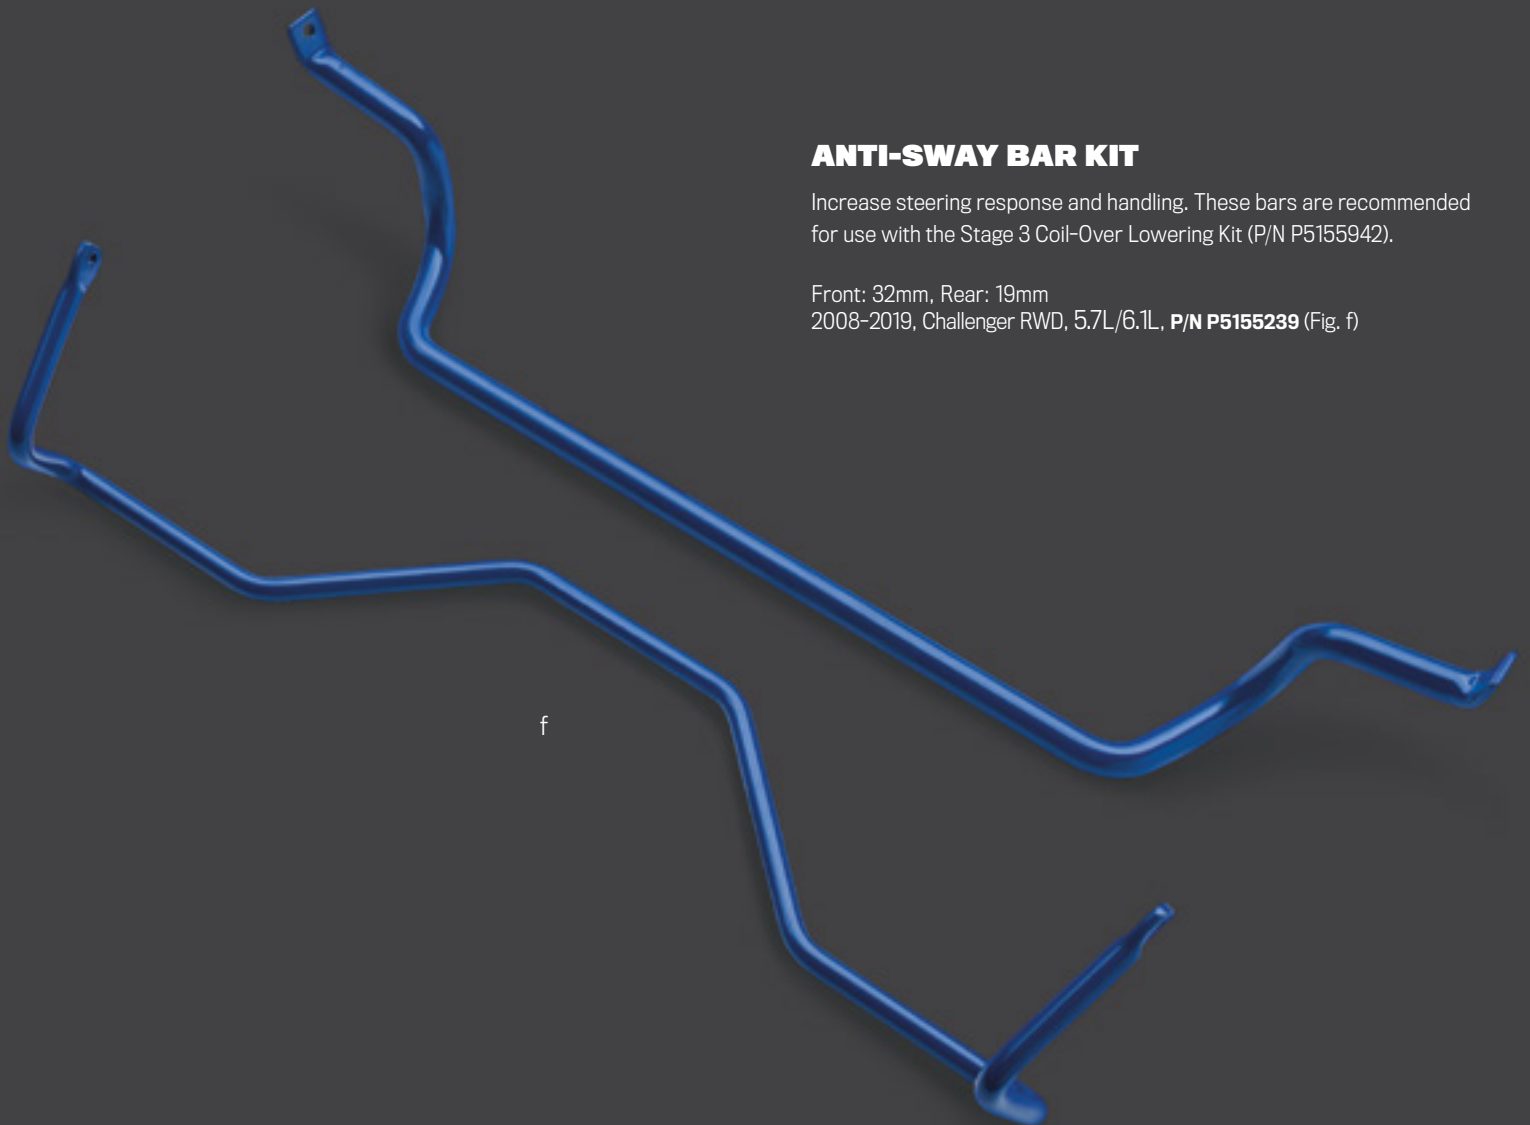 ANTI-SWAY BAR KIT
Increase steering response and handling. These bars are recommended
for use with the Stage 3 Coil-Over Lowering Kit (P/N P5155942).
Front: 32mm, Rear: 19mm
2008-2019, Challenger RWD, 5.7L/6.1L, P/N P5155239 (Fig. f)
f